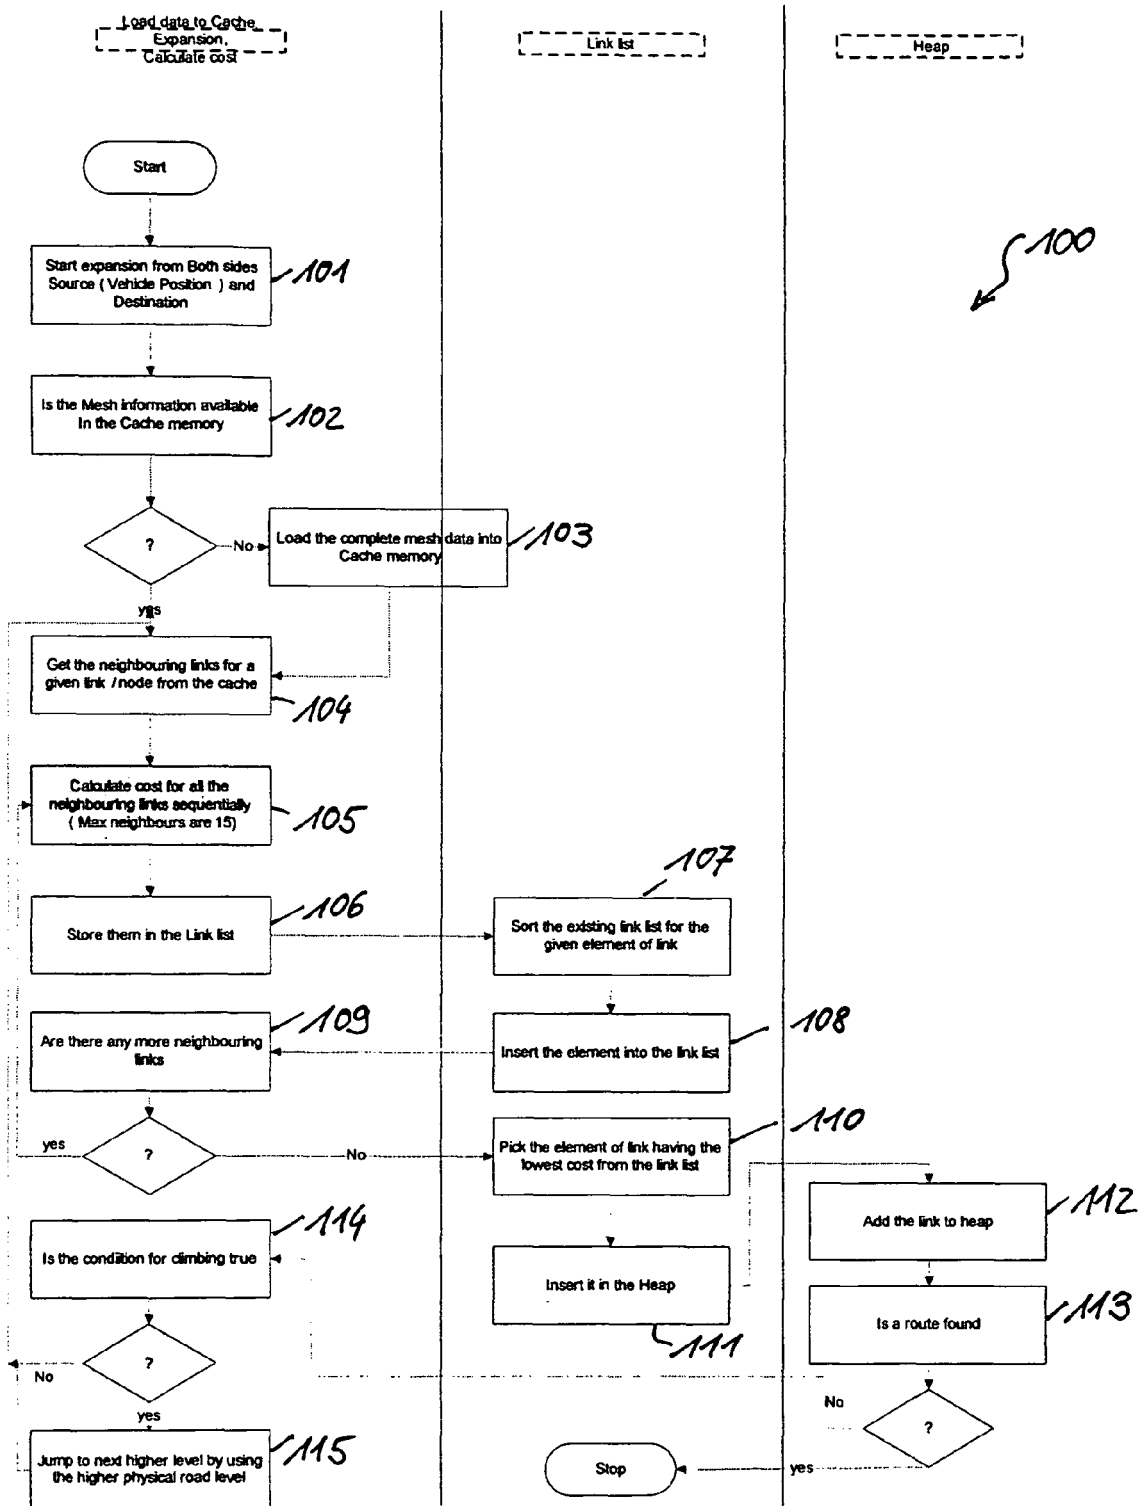 Load data to Cache,
Expansion,
Calculate cost
Link list
Heap
Start
100
Start expansion from Both sides
Source ( Vehicle Position ) and
Destination
101
Is the Mesh information available
In the Cache memory
102
?
No
Load the complete mesh data into
Cache memory
103
yes
Get the neighbouring links for a
given link / node from the cache
104
Calculate cost for all the
neighbouring links sequentially
( Max neighbours are 15)
105
Store them in the Link list
106
107
Sort the existing link list for the
given element of link
Are there any more neighbouring
links
109
Insert the element into the link list
108
yes
?
No
Pick the element of link having the
lowest cost from the link list
110
Add the link to heap
112
Is the condition for climbing true
114
Insert it in the Heap
111
Is a route found
113
?
No
yes
No
?
yes
Stop
Jump to next higher level by using
the higher physical road level
115